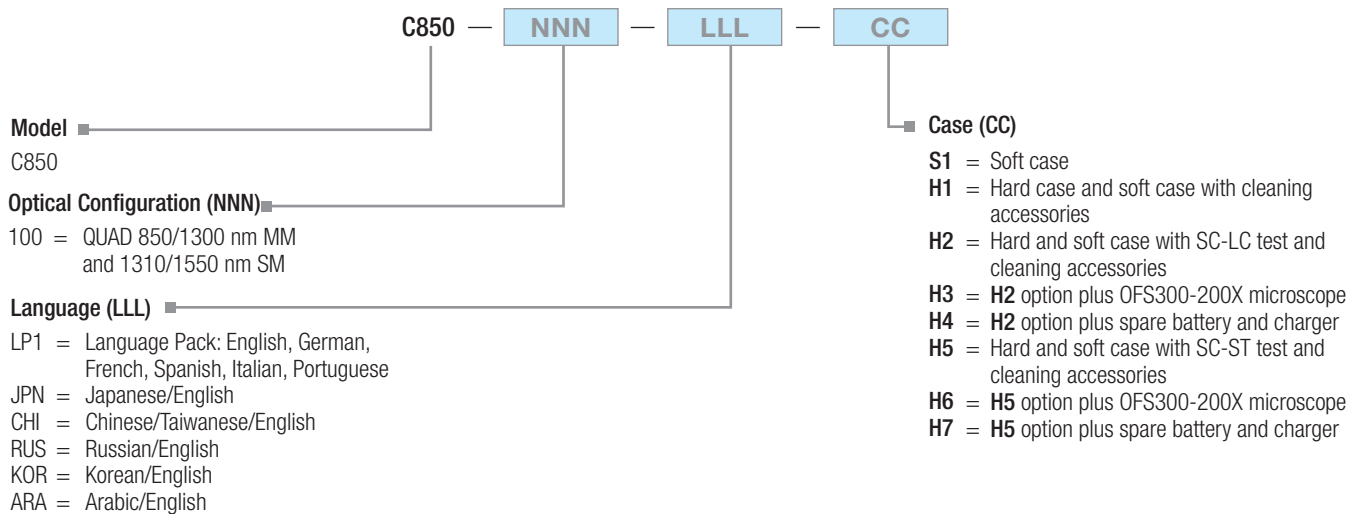 C850 — NNN — LLL — CC
Model
C850
Optical Configuration (NNN)
100 = QUAD 850/1300 nm MM
and 1310/1550 nm SM
Language (LLL)
LP1 = Language Pack: English, German,
French, Spanish, Italian, Portuguese
JPN = Japanese/English
CHI = Chinese/Taiwanese/English
RUS = Russian/English
KOR = Korean/English
ARA = Arabic/English
Case (CC)
S1 = Soft case
H1 = Hard case and soft case with cleaning
accessories
H2 = Hard and soft case with SC-LC test and
cleaning accessories
H3 = H2 option plus OFS300-200X microscope
H4 = H2 option plus spare battery and charger
H5 = Hard and soft case with SC-ST test and
cleaning accessories
H6 = H5 option plus OFS300-200X microscope
H7 = H5 option plus spare battery and charger